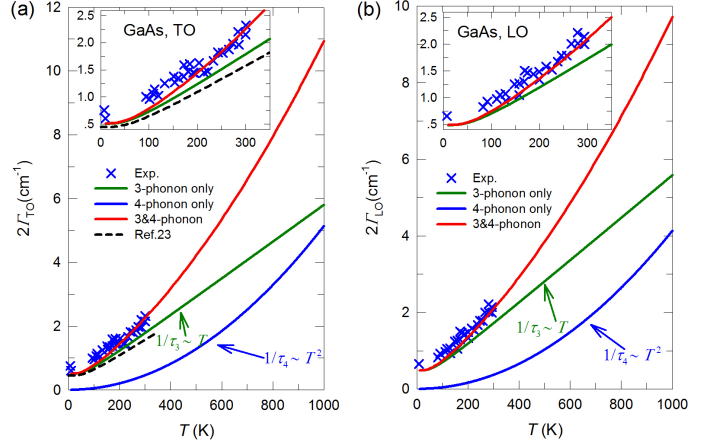 (a)
GaAs, TO
2.5
2.0
1.5
1.0
.5
0 100 200 300
12
10
8
6
4
2
0
2ΓTO(cm-1)
Exp.
3-phonon only
4-phonon only
3&4-phonon
Ref.23
1/τ3~ T
1/τ4~ T2
0 200 400 600 800 1000
T (K)
(b)
GaAs, LO
2.5
2.0
1.5
1.0
.5
0 100 200 300
10
8
6
4
2
0
2ΓLO(cm-1)
Exp.
3-phonon only
4-phonon only
3&4-phonon
1/τ3~ T
1/τ4~ T2
0 200 400 600 800 1000
T (K)